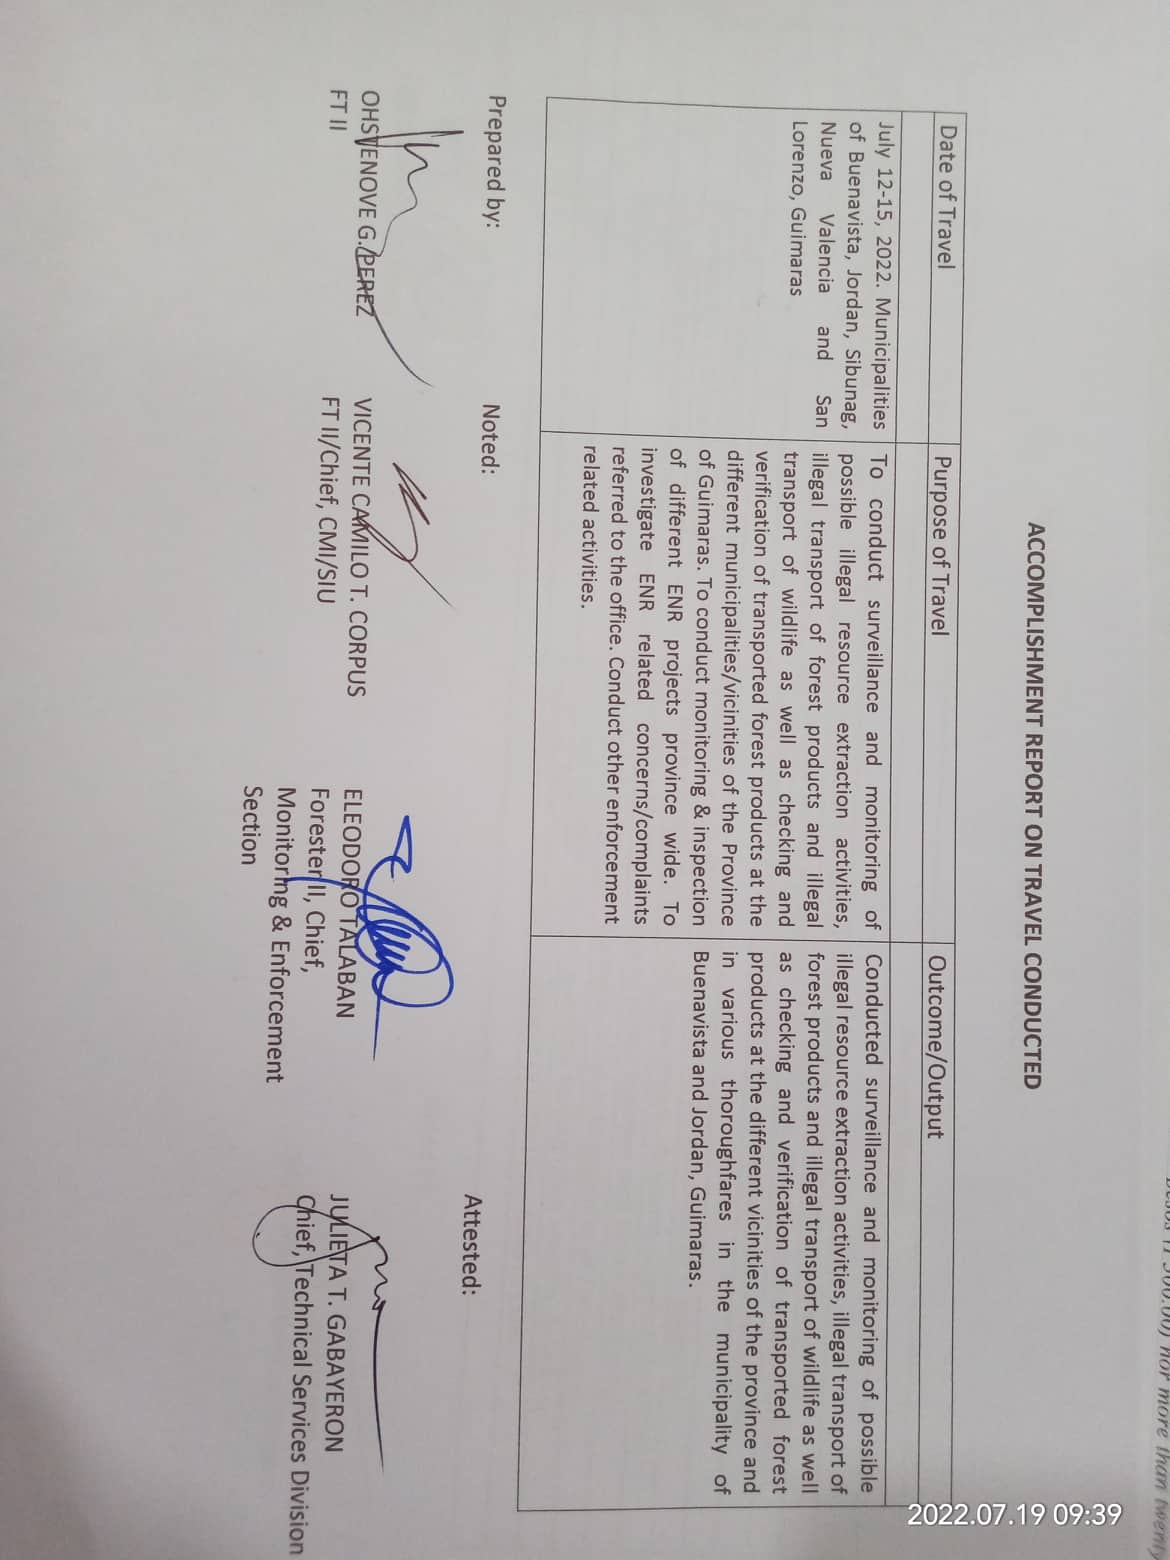 ACCOMPLISHMENT REPORT ON TRAVEL CONDUCTED
Date of Travel
Purpose of Travel
Outcome/Output
July 12-15, 2022. Municipalities
of Buenavista, Jordan, Sibunag,
Nueva Valencia and San
Lorenzo, Guimaras
To conduct surveillance and monitoring of
possible illegal resource extraction activities,
illegal transport of forest products and illegal
transport of wildlife as well as checking and
verification of transported forest products at the
different municipalities/vicinities of the Province
of Guimaras. To conduct monitoring & inspection
of different ENR projects province wide. To
investigate ENR related concerns/complaints
referred to the office. Conduct other enforcement
related activities.
Conducted surveillance and monitoring of possible
illegal resource extraction activities, illegal transport of
forest products and illegal transport of wildlife as well
as checking and verification of transported forest
products at the different vicinities of the province and
in various thoroughfares in the municipality of
Buenavista and Jordan, Guimaras.
Prepared by:
OHSVENOVE G. PEREZ
FT II
Noted:
VICENTE CAMILO T. CORPUS
FT II/Chief, CMI/SIU
ELEODORO TALABAN
Forester II, Chief,
Monitoring & Enforcement
Section
Attested:
JULIETA T. GABAYERON
Chief, Technical Services Division
nor more than twenty
2022.07.19 09:39